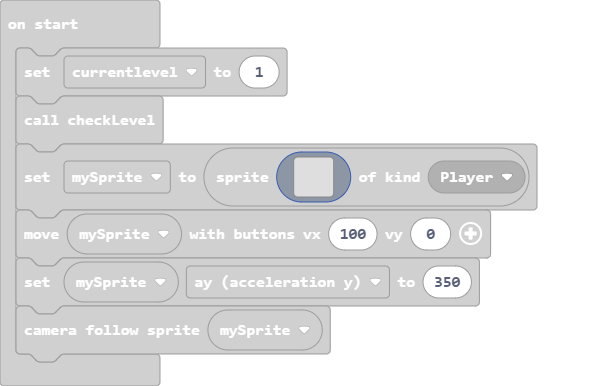 on start
set currentlevel to 1
call checkLevel
set mySprite to sprite of kind Player
move mySprite with buttons vx 100 vy 0
set mySprite ay (acceleration y) to 350
camera follow sprite mySprite